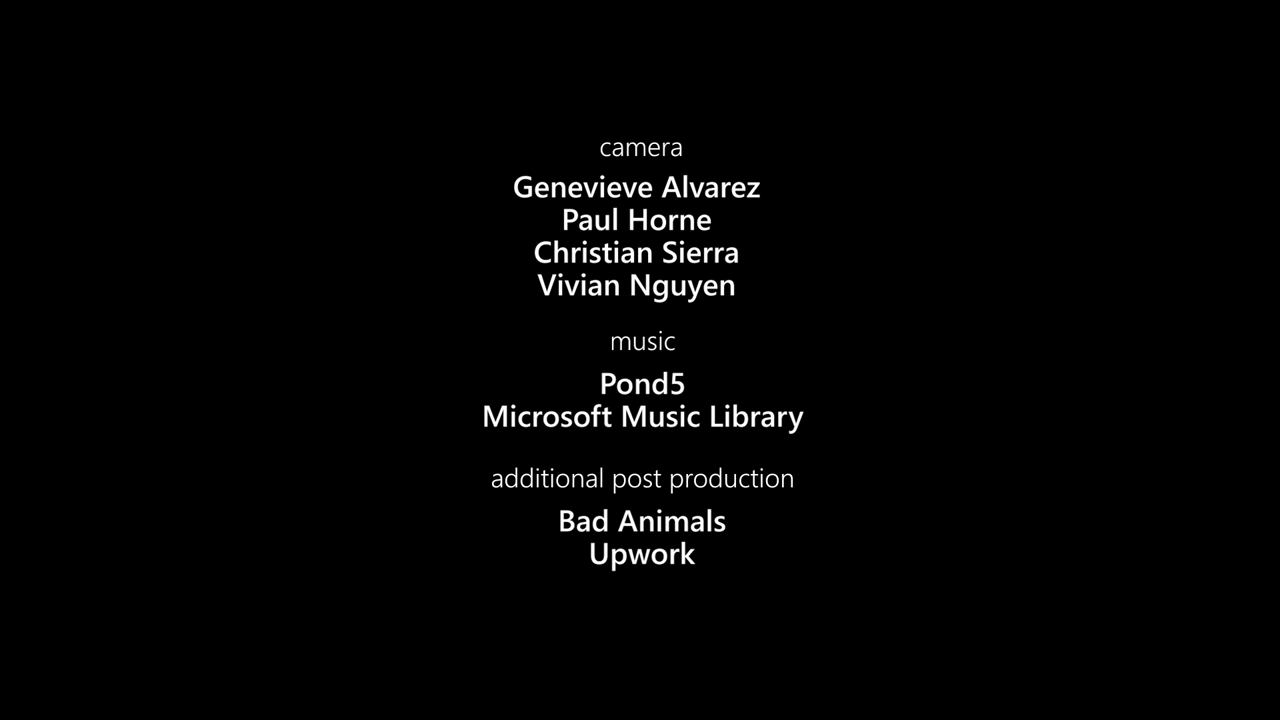 camera
Genevieve Alvarez
Paul Horne
Christian Sierra
Vivian Nguyen
music
Pond5
Microsoft Music Library
additional post production
Bad Animals
Upwork